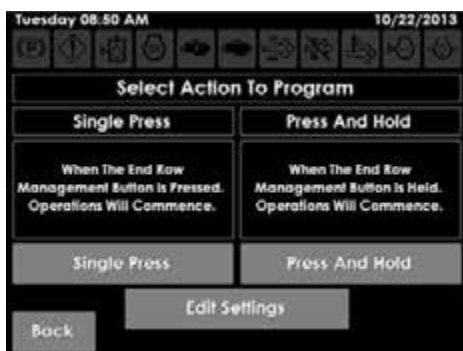 Tuesday 08:50 AM 10/22/2013
(P)
Select Action To Program
Single Press Press And Hold
When The End Row
Management Button Is Pressed.
Operations Will Commence.
When The End Row
Management Button Is Held.
Operations Will Commence.
Single Press Press And Hold
Edit Settings
Back